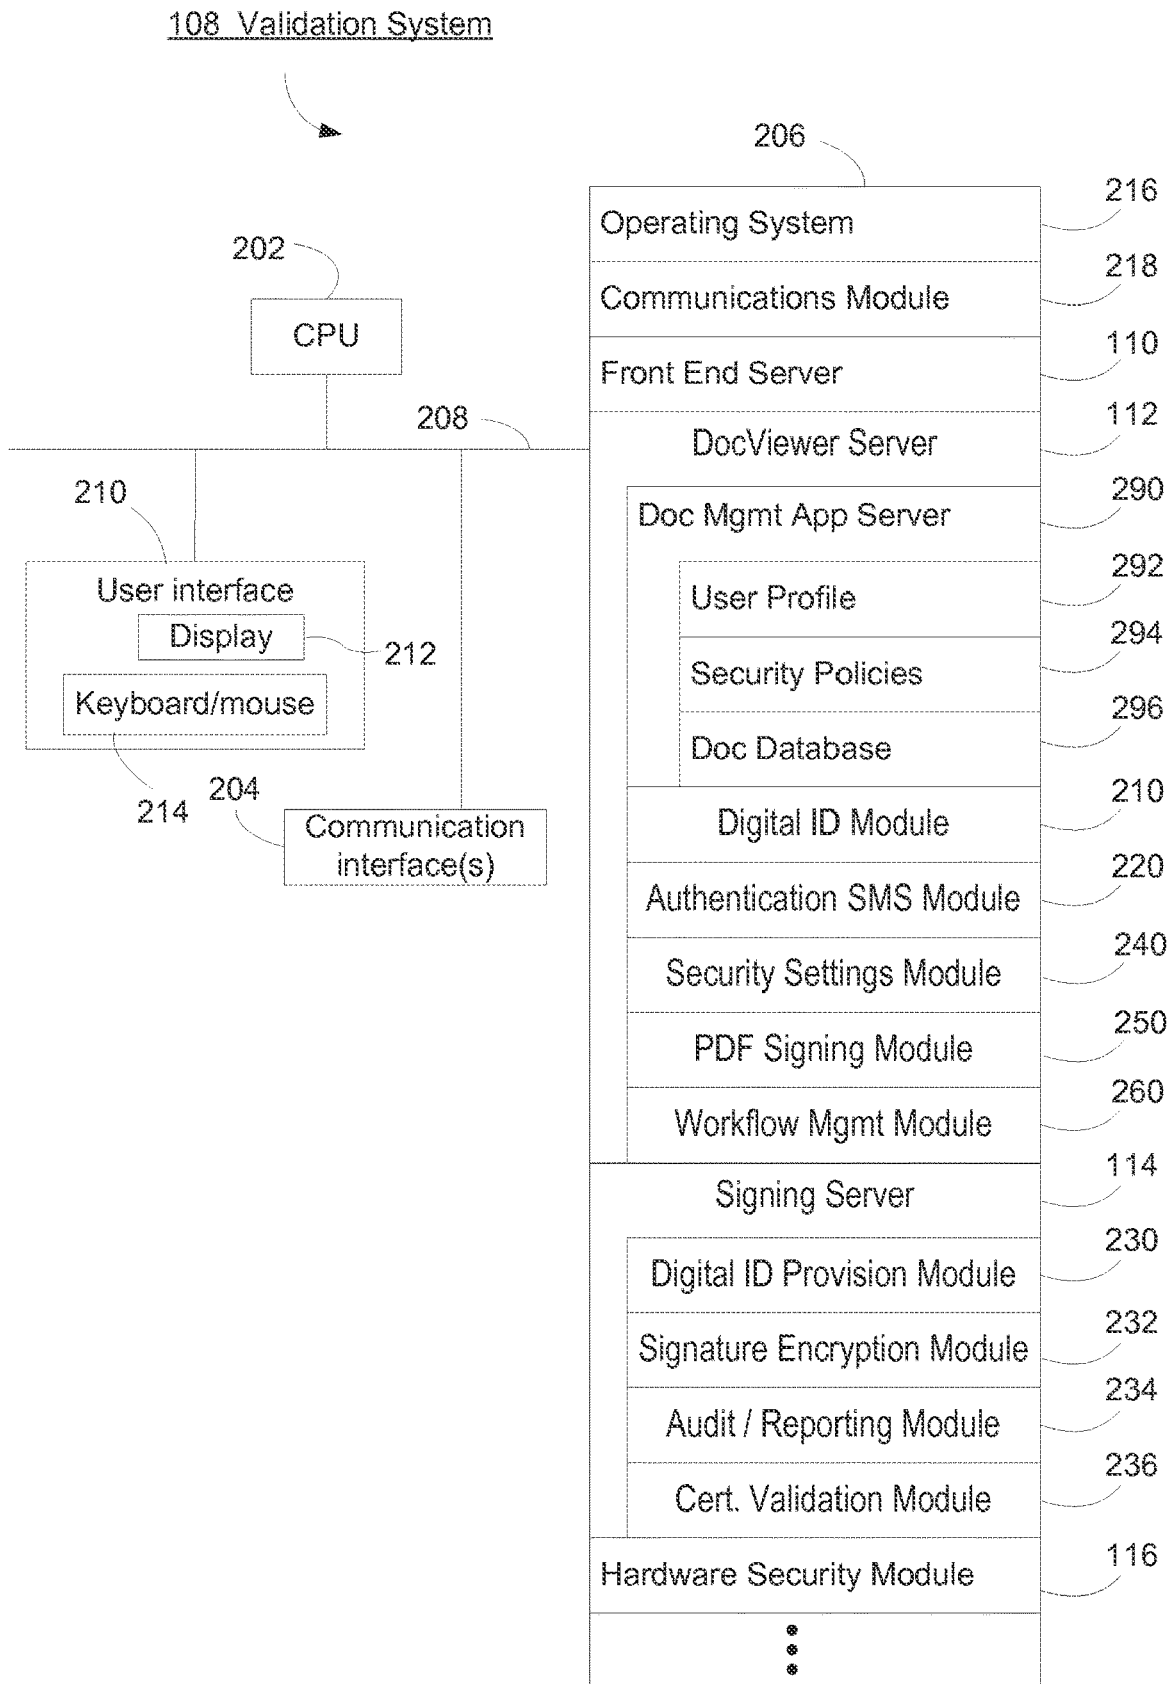 108 Validation System
206
216
Operating System
202
218
Communications Module
CPU
110
Front End Server
208
112
DocViewer Server
210
290
Doc Mgmt App Server
292
User interface
User Profile
Display
212
294
Security Policies
Keyboard/mouse
296
Doc Database
214
204
210
Communication
interface(s)
Digital ID Module
220
Authentication SMS Module
240
Security Settings Module
250
PDF Signing Module
260
Workflow Mgmt Module
114
Signing Server
230
Digital ID Provision Module
232
Signature Encryption Module
234
Audit / Reporting Module
236
Cert. Validation Module
116
Hardware Security Module